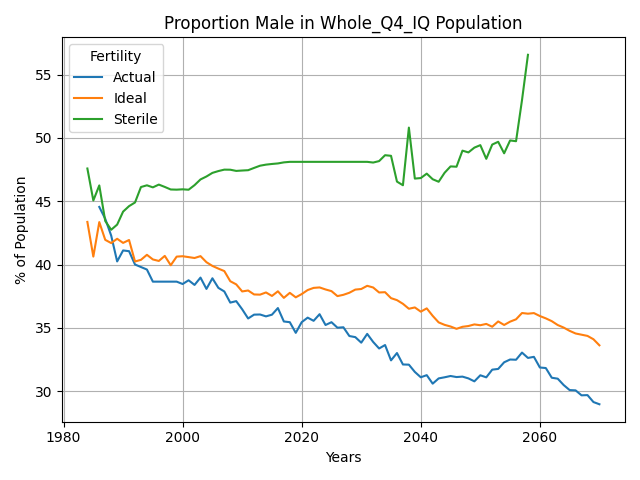 Proportion Male in Whole_Q4_IQ Population
Fertility
Actual
Ideal
Sterile
% of Population
55
50
45
40
35
30
1980
2000
2020
2040
2060
Years